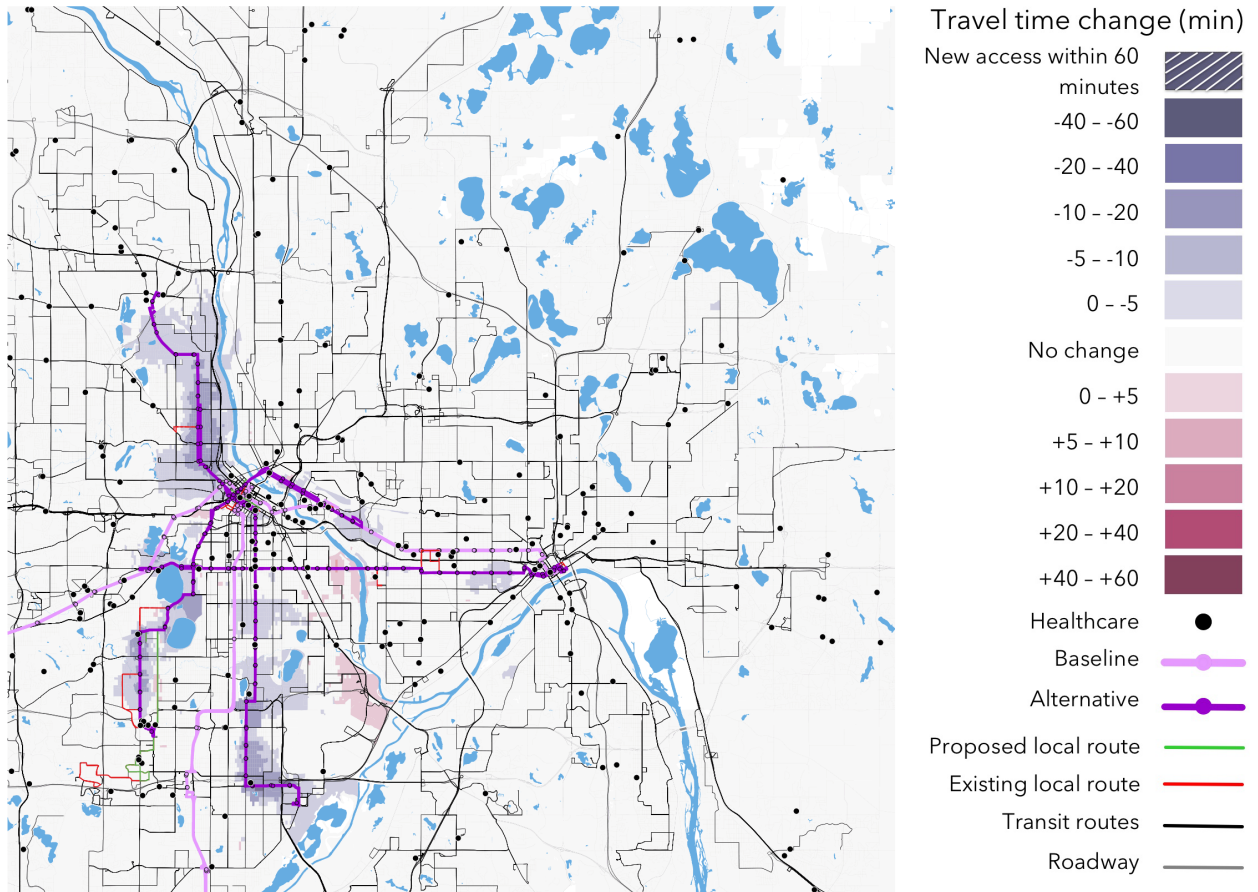 Travel time change (min)
New access within 60
minutes
-40 – -60
-20 – -40
-10 – -20
-5 – -10
0 – -5
No change
0 – +5
+5 – +10
+10 – +20
+20 – +40
+40 – +60
Healthcare
Baseline
Alternative
Proposed local route
Existing local route
Transit routes
Roadway